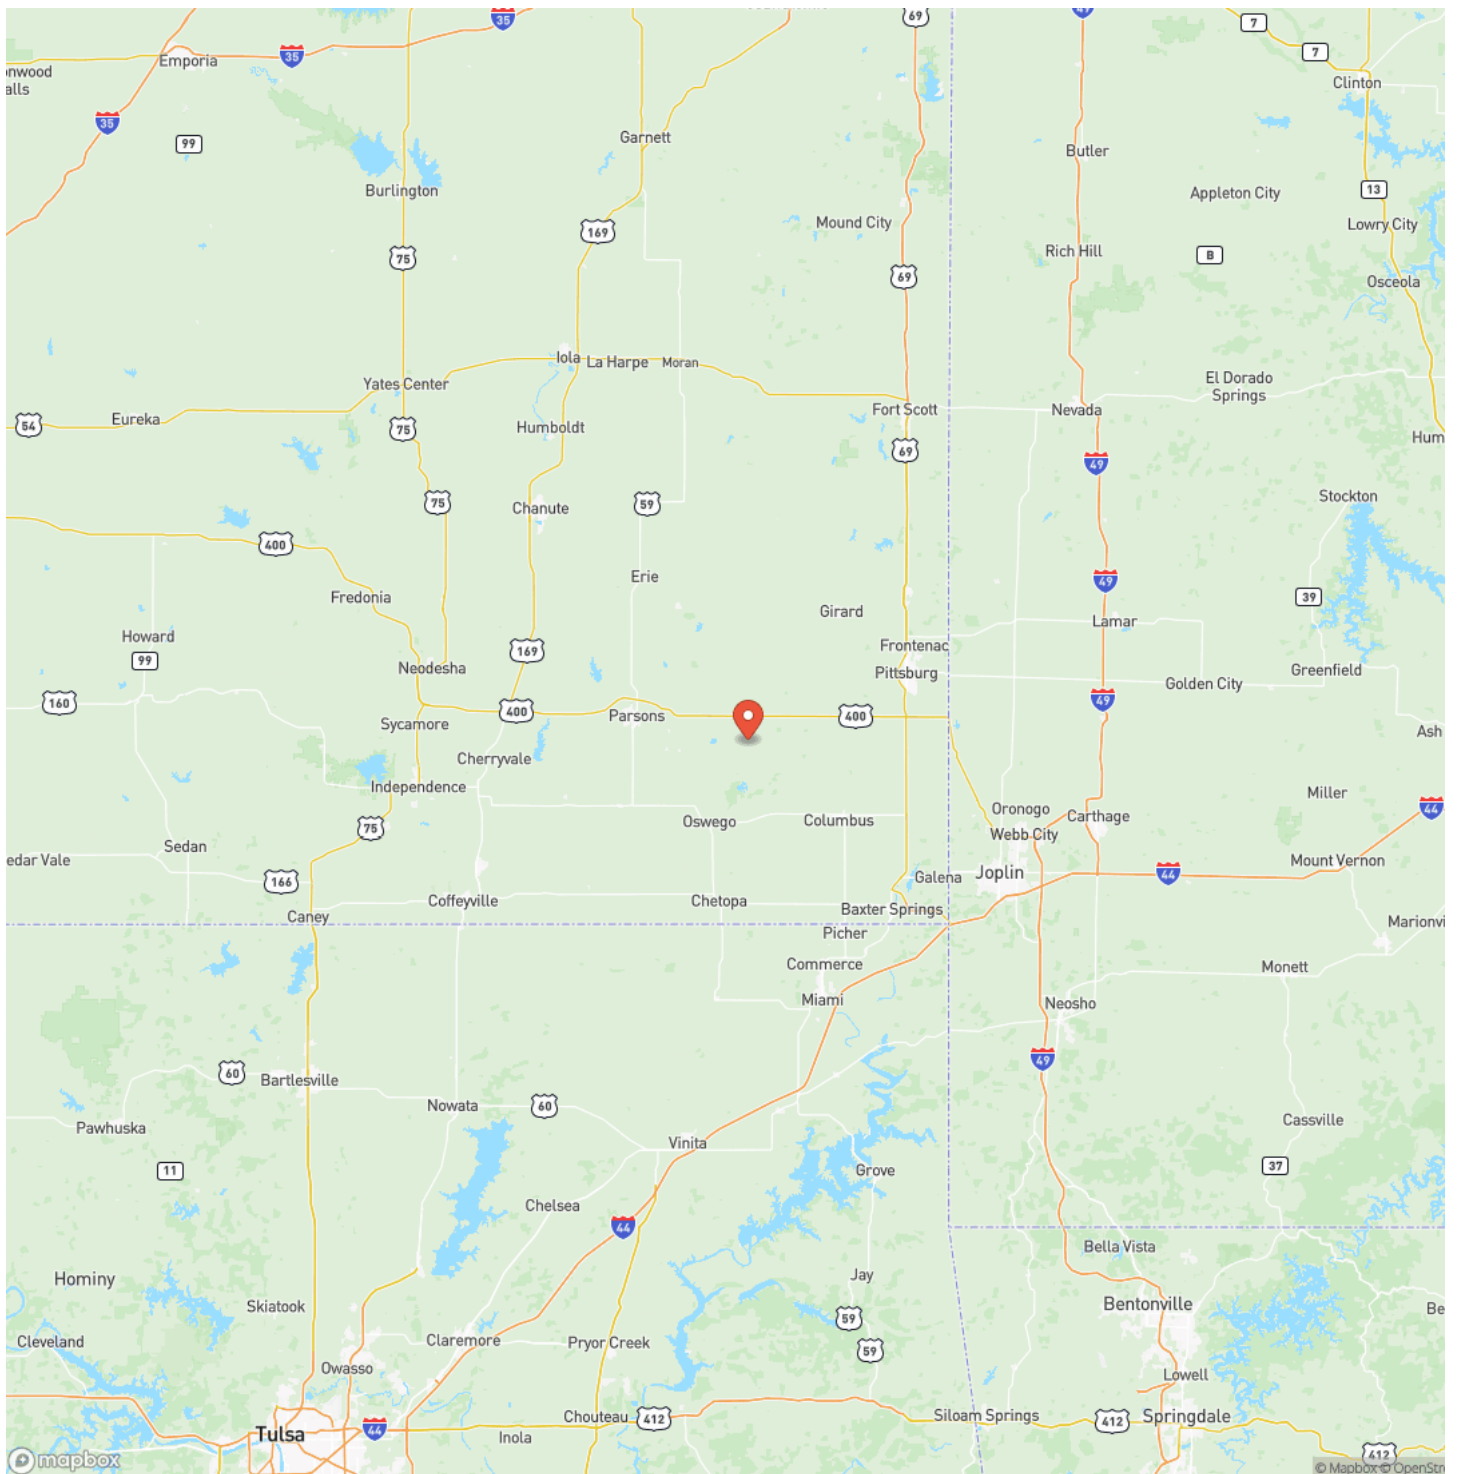 69
35
49
7
7
Emporia
35
onwood
alls
Clinton
35
99
Garnett
Butler
Burlington
13
Appleton City
Mound City
Lowry City
169
Rich Hill
B
75
69
Osceola
Iola
La Harpe
Moran
Yates Center
El Dorado
Springs
Eureka
Fort Scott
Nevada
54
75
Humboldt
Hum
69
49
Stockton
75
59
Chanute
400
Erie
49
Fredonia
39
Girard
Lamar
Howard
Frontenac
99
169
Neodesha
Pittsburg
Greenfield
Golden City
160
49
400
Parsons
400
Sycamore
Ash
Cherryvale
Independence
Miller
Oronogo
44
Oswego
Columbus
Carthage
75
Webb City
Sedan
edar Vale
Mount Vernon
Joplin
44
Galena
166
Coffeyville
Chetopa
Baxter Springs
Caney
Marionvi
Picher
Commerce
Monett
Miami
Neosho
49
60
Bartlesville
Nowata
60
Cassville
Pawhuska
Vinita
11
37
Grove
Chelsea
44
Bella Vista
Jay
Hominy
Bentonville
Skiatook
Be
59
Cleveland
Claremore
Pryor Creek
59
Owasso
Lowell
Chouteau
412
Siloam Springs
412
Springdale
44
Tulsa
Inola
412
mapbox
© Mapbox © OpenStre